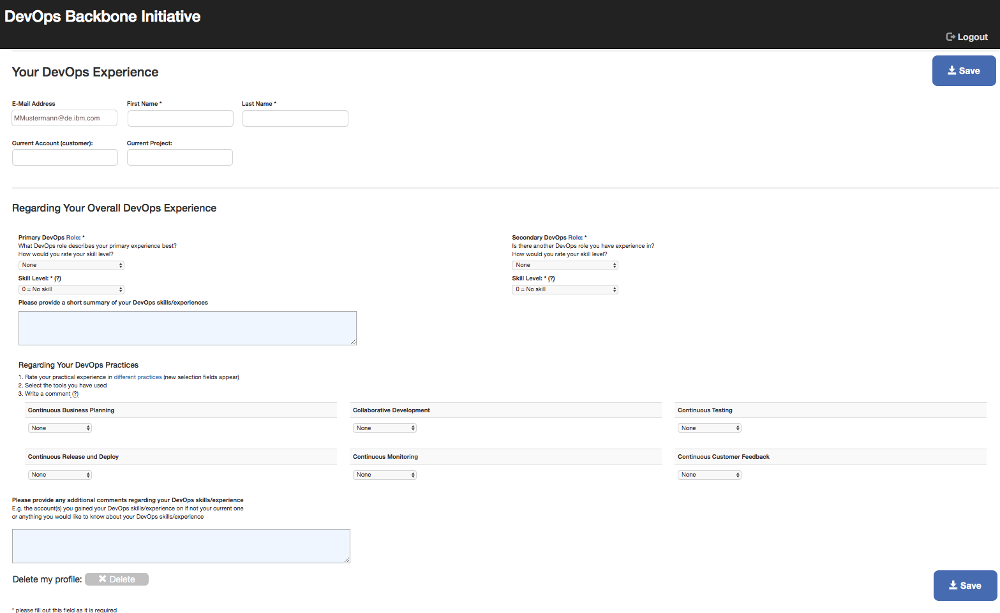 DevOps Backbone Initiative
Logout
Your DevOps Experience
Save
E-Mail Address
First Name *
Last Name *
MMustermann@de.ibm.com
Current Account (customer):
Current Project:
Regarding Your Overall DevOps Experience
Primary DevOps Role: *
What DevOps role describes your primary experience best?
How would you rate your skill level?
None
Skill Level: * (?)
0 = No skill
Secondary DevOps Role: *
Is there another DevOps role you have experience in?
How would you rate your skill level?
None
Skill Level: * (?)
0 = No skill
Please provide a short summary of your DevOps skills/experiences
Regarding Your DevOps Practices
1. Rate your practical experience in different practices (new selection fields appear)
2. Select the tools you have used
3. Write a comment (?)
Continuous Business Planning
None
Collaborative Development
None
Continuous Testing
None
Continuous Release und Deploy
None
Continuous Monitoring
None
Continuous Customer Feedback
None
Please provide any additional comments regarding your DevOps skills/experience
E.g. the account(s) you gained your DevOps skills/experience on if not your current one
or anything you would like to know about your DevOps skills/experience
Delete my profile:
Delete
Save
* please fill out this field as it is required